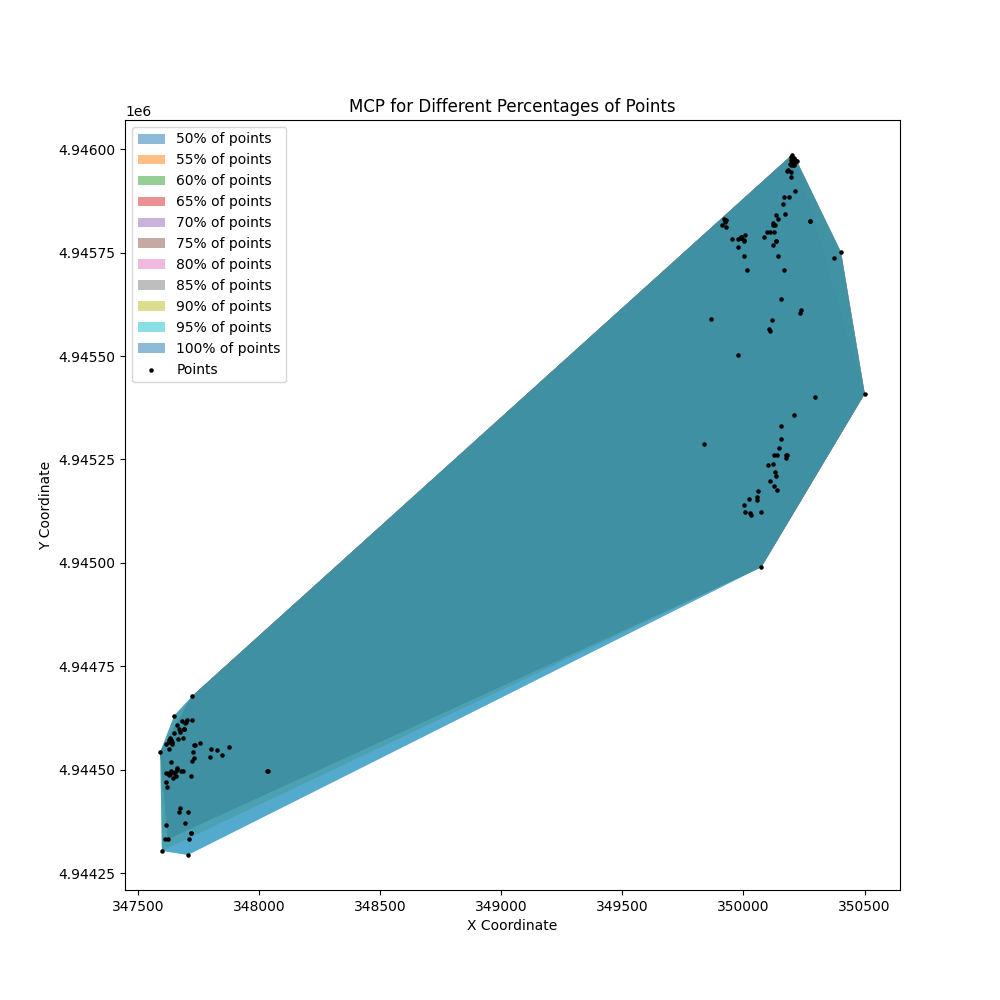 MCP for Different Percentages of Points
1e6
50% of points
55% of points
60% of points
65% of points
70% of points
75% of points
80% of points
85% of points
90% of points
95% of points
100% of points
Points
4.94600
4.94575
4.94550
4.94525
4.94500
4.94475
4.94450
4.94425
Y Coordinate
347500 348000 348500 349000 349500 350000 350500
X Coordinate